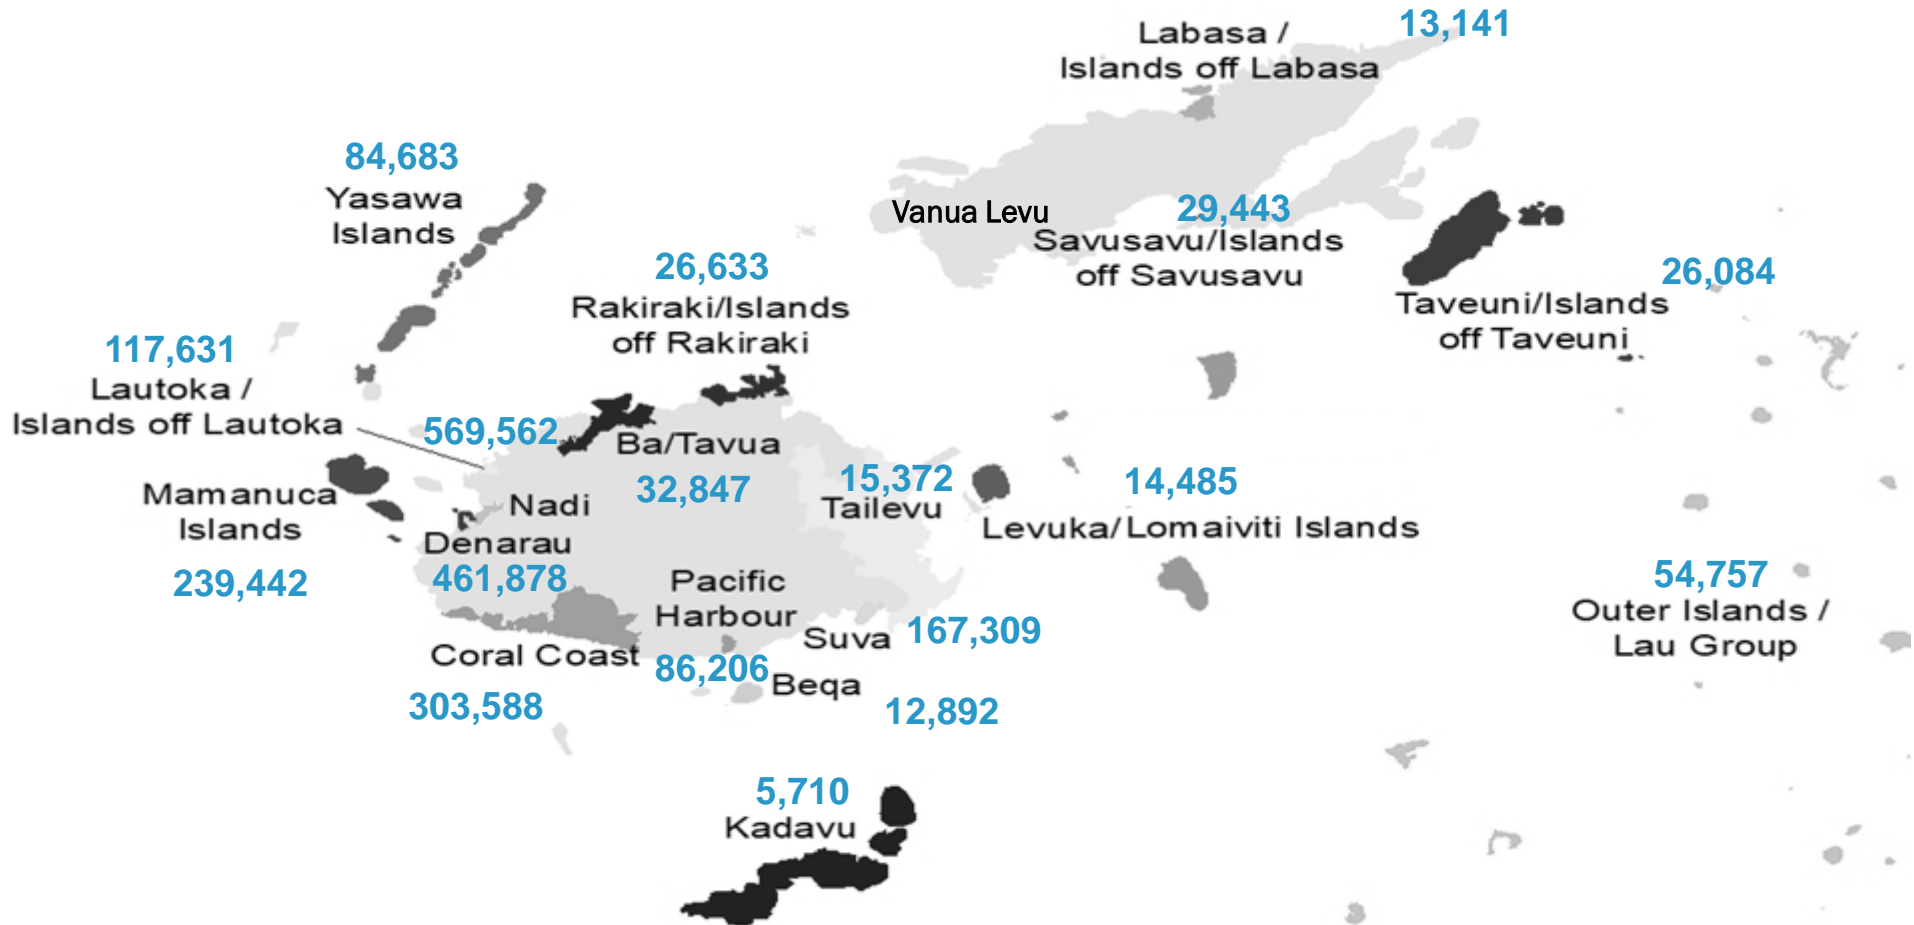 13,141
Labasa /
Islands off Labasa
84,683
Yasawa
Islands
Vanua Levu
29,443
Savusavu/Islands
off Savusavu
26,633
Rakiraki/Islands
off Rakiraki
26,084
Taveuni/Islands
off Taveuni
117,631
Lautoka /
Islands off Lautoka
569,562
Ba/Tavua
32,847
15,372
Tailevu
14,485
Levuka/Lomaiviti Islands
Mamanuca
Islands
239,442
Nadi
Denarau
461,878
Pacific
Harbour
86,206
Suva
167,309
54,757
Outer Islands /
Lau Group
Coral Coast
303,588
Beqa
12,892
5,710
Kadavu